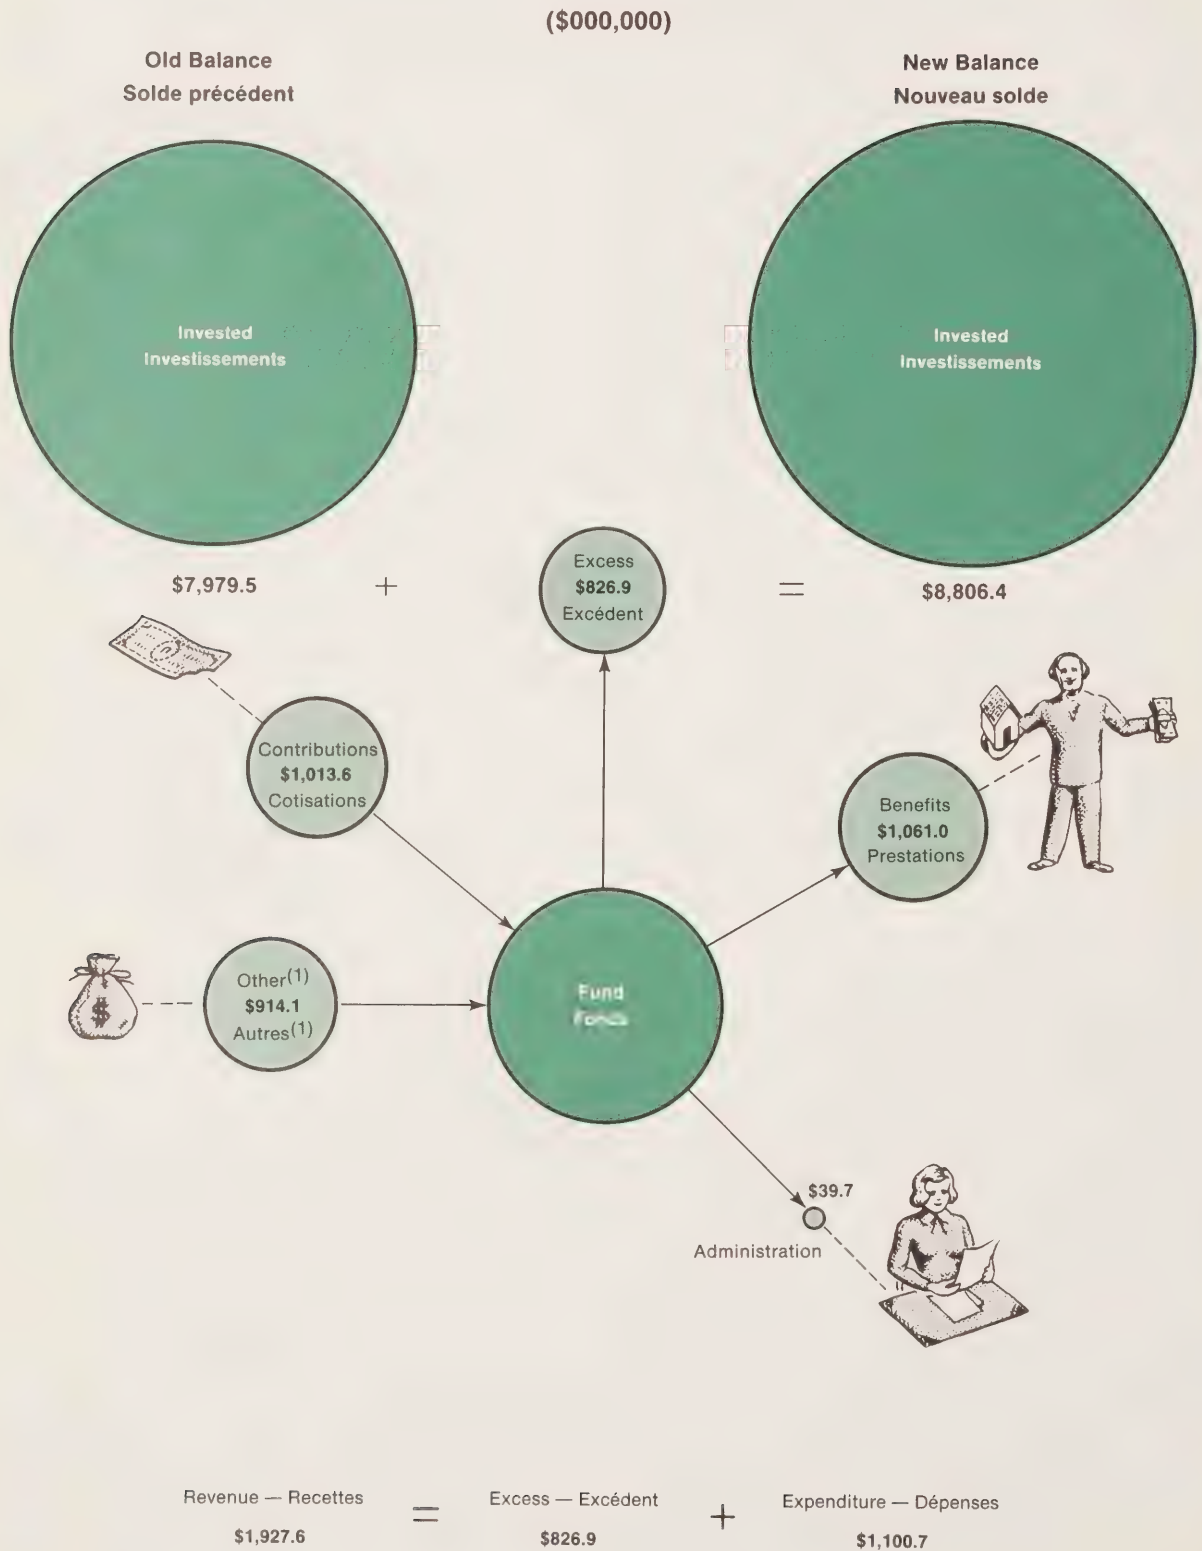 ($000,000)
Old Balance
Solde précédent
New Balance
Nouveau solde
Invested
Investissements
Invested
Investissements
$7,979.5
+
Excess
$826.9
Excédent
=
$8,806.4
Contributions
$1,013.6
Cotisations
Benefits
$1,061.0
Prestations
Other(1)
$914.1
Autres(1)
$
Fund
Fonds
$39.7
Administration
Revenue — Recettes
$1,927.6
=
Excess — Excédent
$826.9
+
Expenditure — Dépenses
$1,100.7